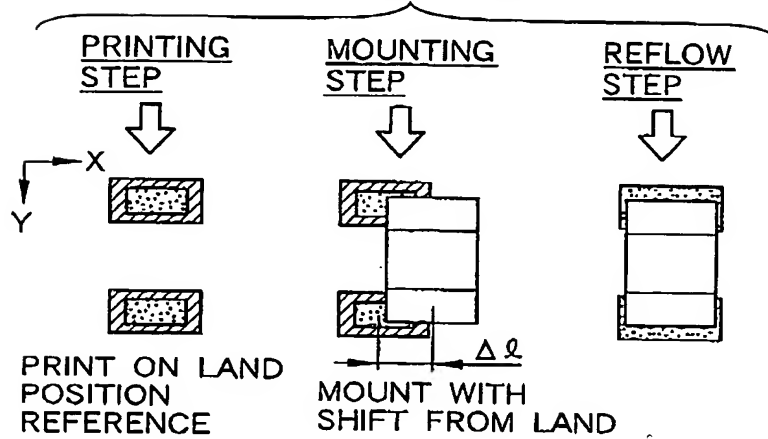 PRINTING
STEP
MOUNTING
STEP
REFLOW
STEP
X
Y
Δℓ
PRINT ON LAND
POSITION
REFERENCE
MOUNT WITH
SHIFT FROM LAND